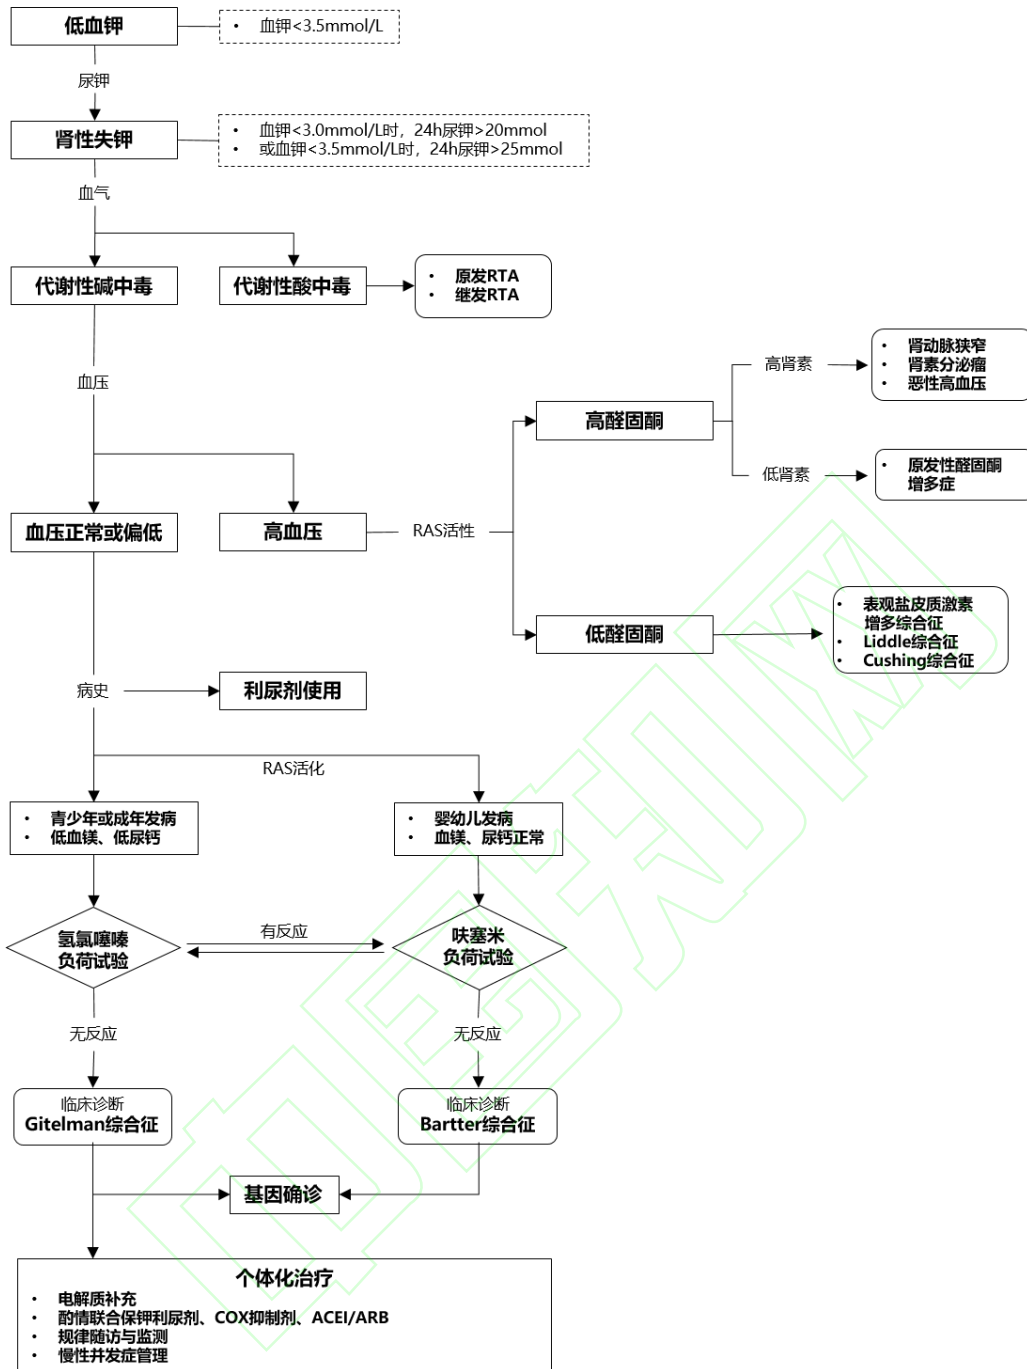 低血钾
• 血钾<3.5mmol/L
尿钾
肾性失钾
• 血钾<3.0mmol/L时，24h尿钾>20mmol
• 或血钾<3.5mmol/L时，24h尿钾>25mmol
血气
代谢性碱中毒
代谢性酸中毒
• 原发RTA
• 继发RTA
血压
血压正常或偏低
高血压
RAS活性
高醛固酮
高肾素
• 肾动脉狭窄
• 肾素分泌瘤
• 恶性高血压
低肾素
• 原发性醛固酮
增多症
低醛固酮
• 表观盐皮质激素
增多综合征
• Liddle综合征
• Cushing综合征
病史
利尿剂使用
RAS活化
• 青少年或成年发病
• 低血镁、低尿钙
• 婴幼儿发病
• 血镁、尿钙正常
氢氯噻嗪
负荷试验
有反应
呋塞米
负荷试验
无反应
无反应
临床诊断
Gitelman综合征
临床诊断
Bartter综合征
基因确诊
个体化治疗
• 电解质补充
• 酌情联合保钾利尿剂、COX抑制剂、ACEI/ARB
• 规律随访与监测
• 慢性并发症管理
中国知网